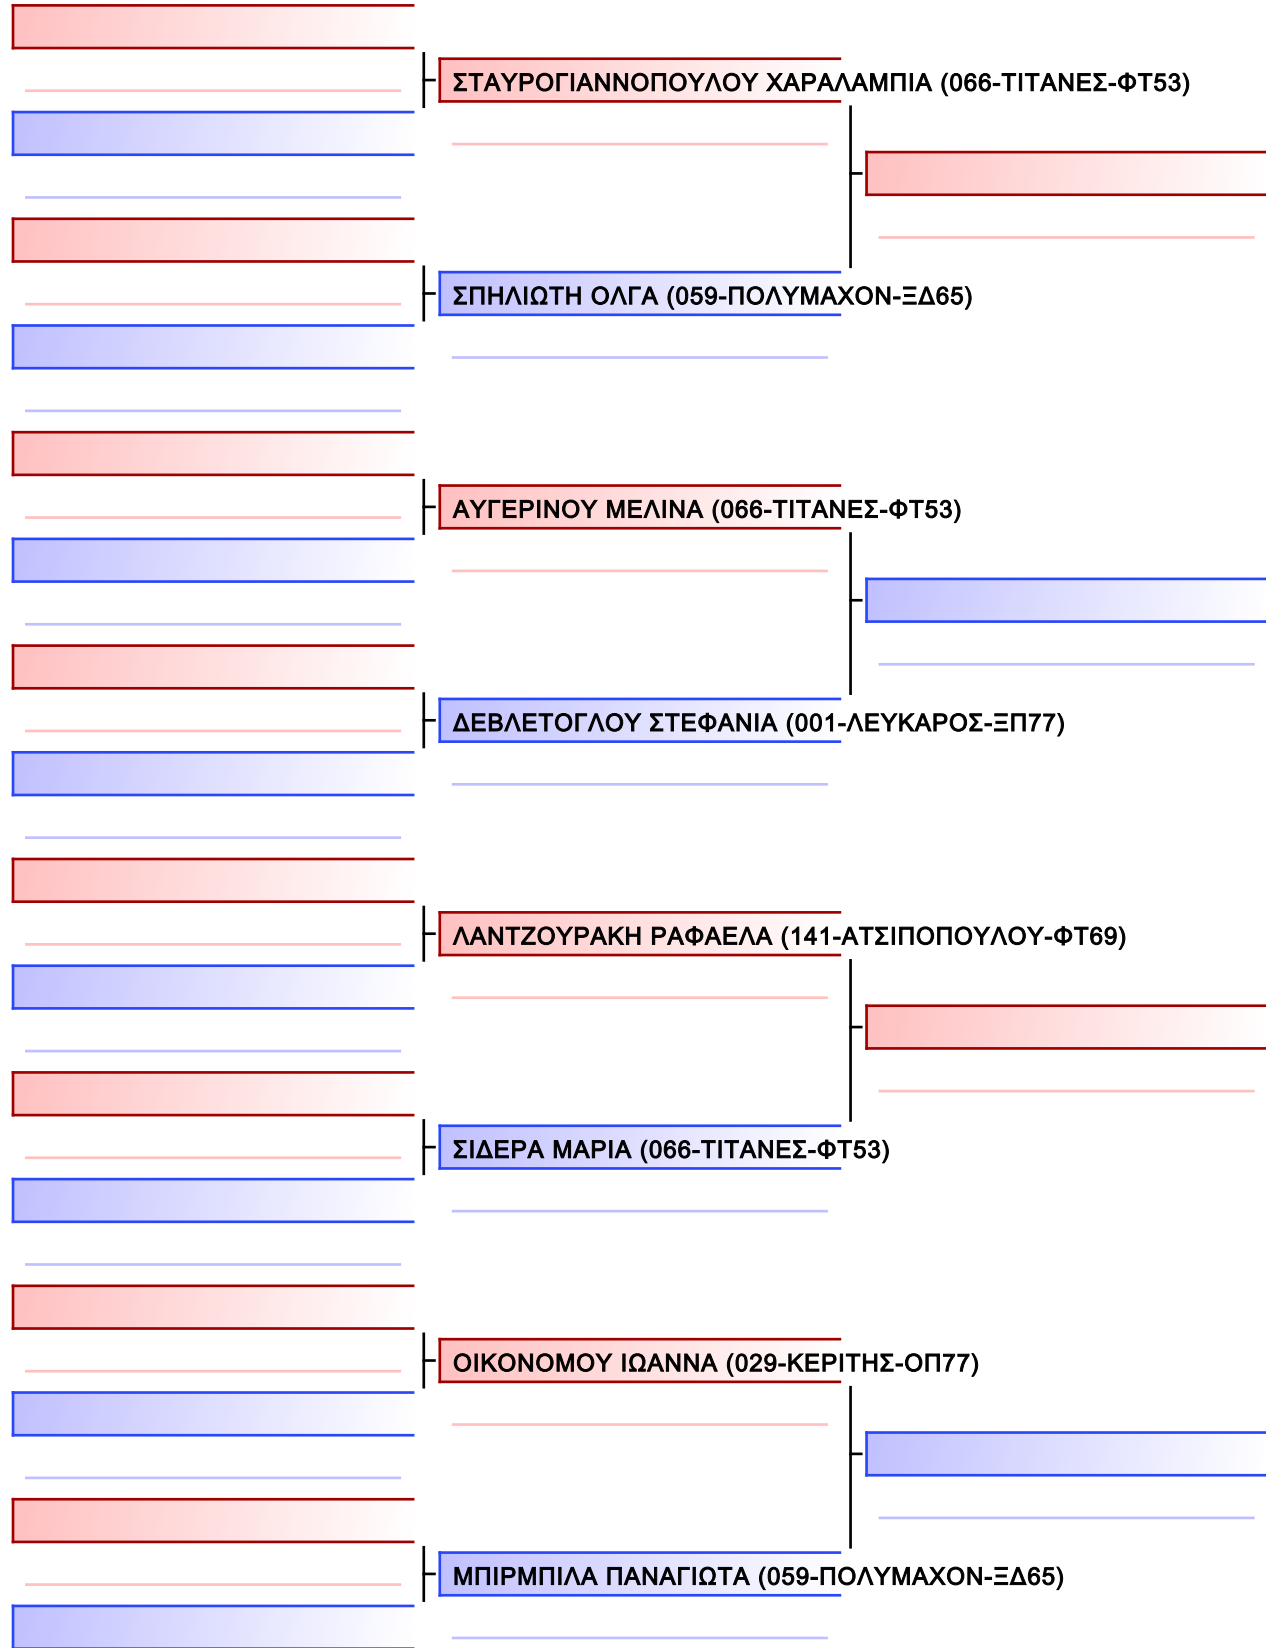 ΣΤΑΥΡΟΓΙΑΝΝΟΠΟΥΛΟΥ ΧΑΡΑΛΑΜΠΙΑ (066-ΤΙΤΑΝΕΣ-ΦΤ53)
ΣΠΗΛΙΩΤΗ ΟΛΓΑ (059-ΠΟΛΥΜΑΧΟΝ-ΞΔ65)
ΑΥΓΕΡΙΝΟΥ ΜΕΛΙΝΑ (066-ΤΙΤΑΝΕΣ-ΦΤ53)
ΔΕΒΛΕΤΟΓΛΟΥ ΣΤΕΦΑΝΙΑ (001-ΛΕΥΚΑΡΟΣ-ΞΠ77)
ΛΑΝΤΖΟΥΡΑΚΗ ΡΑΦΑΕΛΑ (141-ΑΤΣΙΠΟΠΟΥΛΟΥ-ΦΤ69)
ΣΙΔΕΡΑ ΜΑΡΙΑ (066-ΤΙΤΑΝΕΣ-ΦΤ53)
ΟΙΚΟΝΟΜΟΥ ΙΩΑΝΝΑ (029-ΚΕΡΙΤΗΣ-ΟΠ77)
ΜΠΙΡΜΠΙΛΑ ΠΑΝΑΓΙΩΤΑ (059-ΠΟΛΥΜΑΧΟΝ-ΞΔ65)